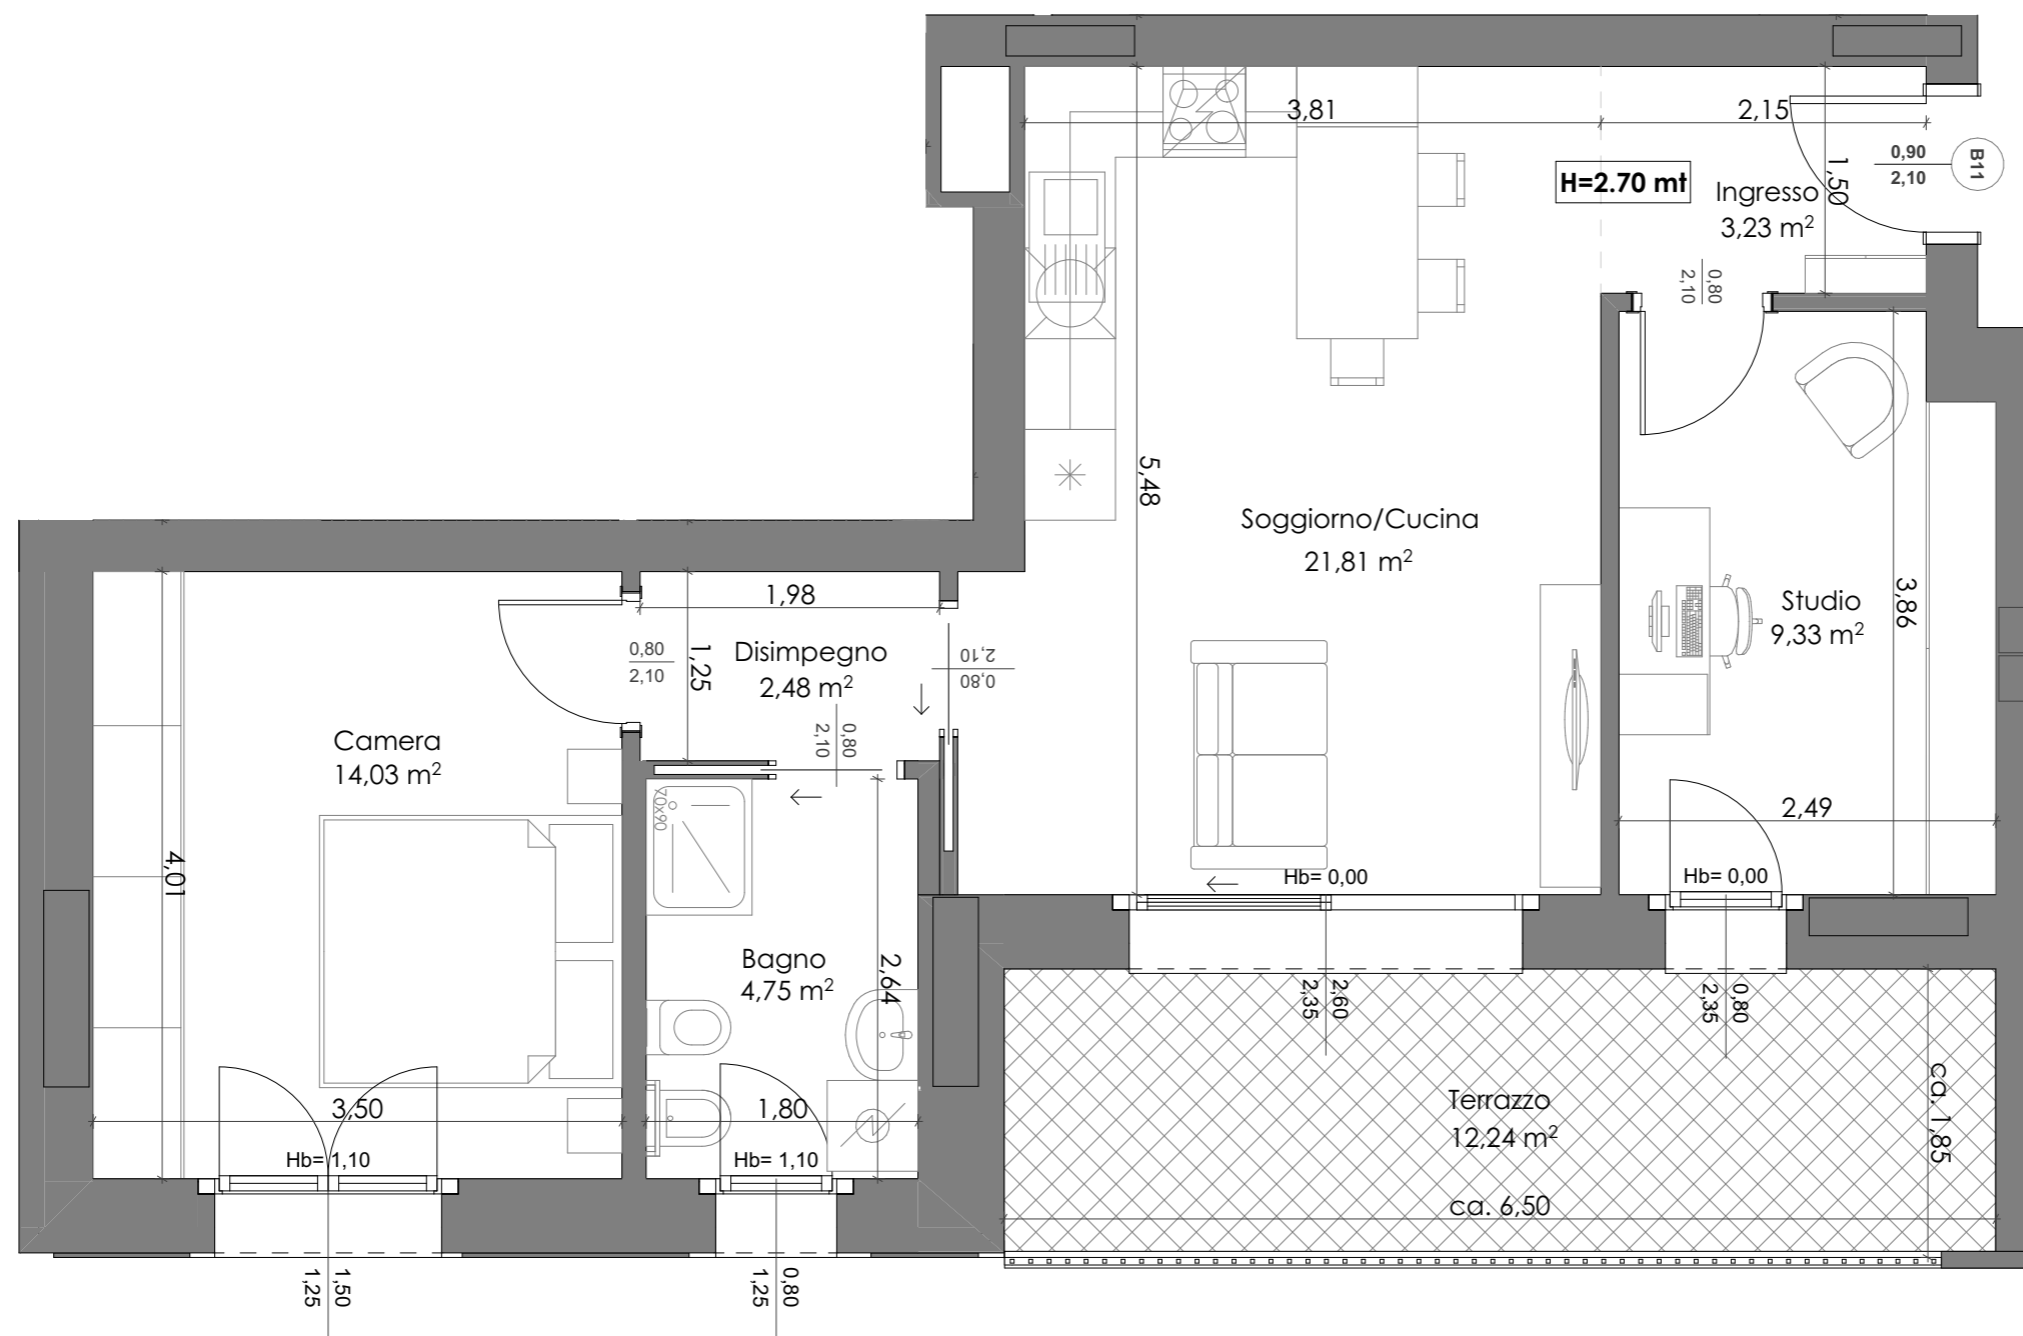 3,81
2,15
1,50
0,90
2,10
B11
H=2.70 mt
Ingresso
3,23 m²
0,80
2,10
5,48
Soggiorno/Cucina
21,81 m²
Studio
9,33 m²
3,86
1,98
0,80
2,10
1,25
Disimpegno
2,48 m²
2,10
0,80
0,80
2,10
Camera
14,03 m²
70x90
2,49
4,01
Hb= 0,00
Hb= 0,00
Bagno
4,75 m²
2,64
2,60
2,35
0,80
2,35
3,50
1,80
Terrazzo
12,24 m²
ca. 1,85
Hb= 1,10
Hb= 1,10
ca. 6,50
1,50
1,25
0,80
1,25